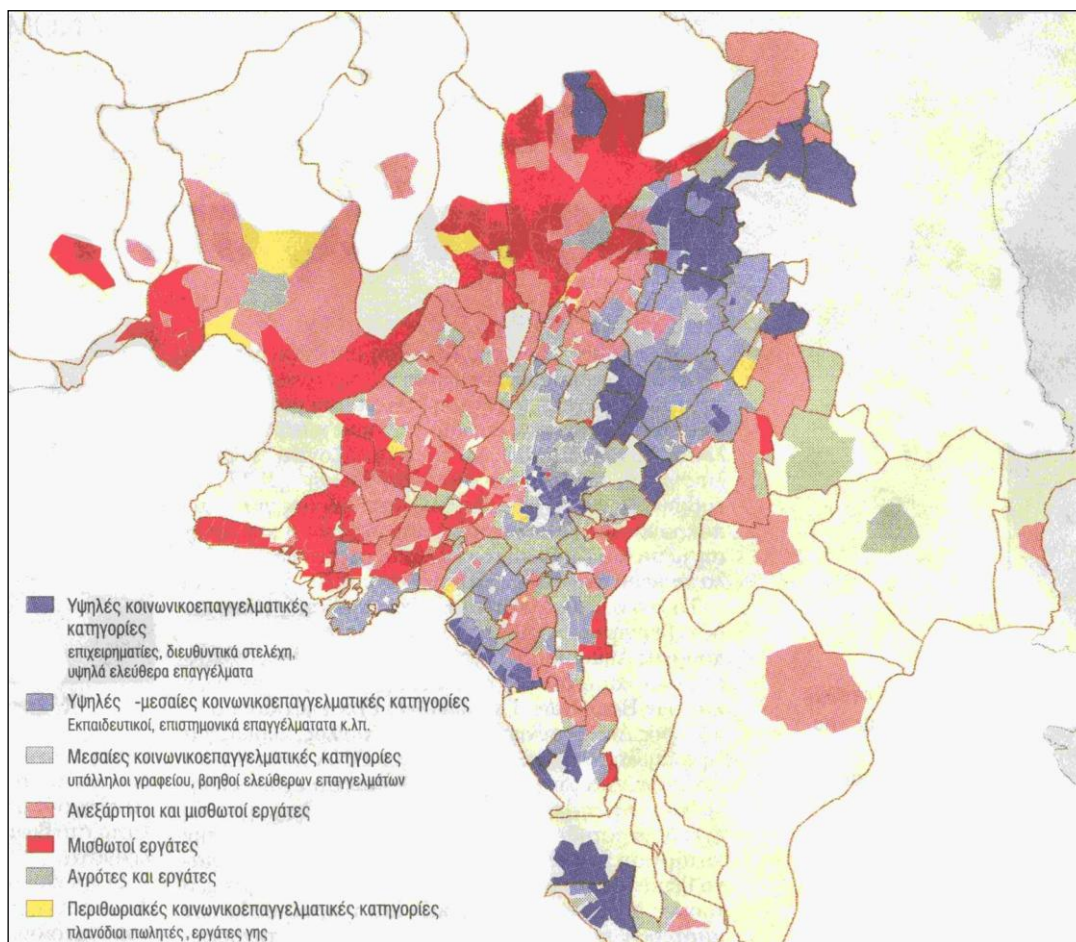 Υψηλές κοινωνικοεπαγγελματικές
κατηγορίες
επιχειρηματίες, διευθυντικά στελέχη,
υψηλά ελεύθερα επαγγέλματα
Υψηλές -μεσαίες κοινωνικοεπαγγελματικές κατηγορίες
Εκπαιδευτικοί, επιστημονικά επαγγέλματατα κ.λπ.
Μεσαίες κοινωνικοεπαγγελματικές κατηγορίες
υπάλληλοι γραφείου, βοηθοί ελεύθερων επαγγελμάτων
Ανεξάρτητοι και μισθωτοί εργάτες
Μισθωτοί εργάτες
Αγρότες και εργάτες
Περιθωριακές κοινωνικοεπαγγελματικές κατηγορίες
πλανόδιοι πωλητές, εργάτες γης